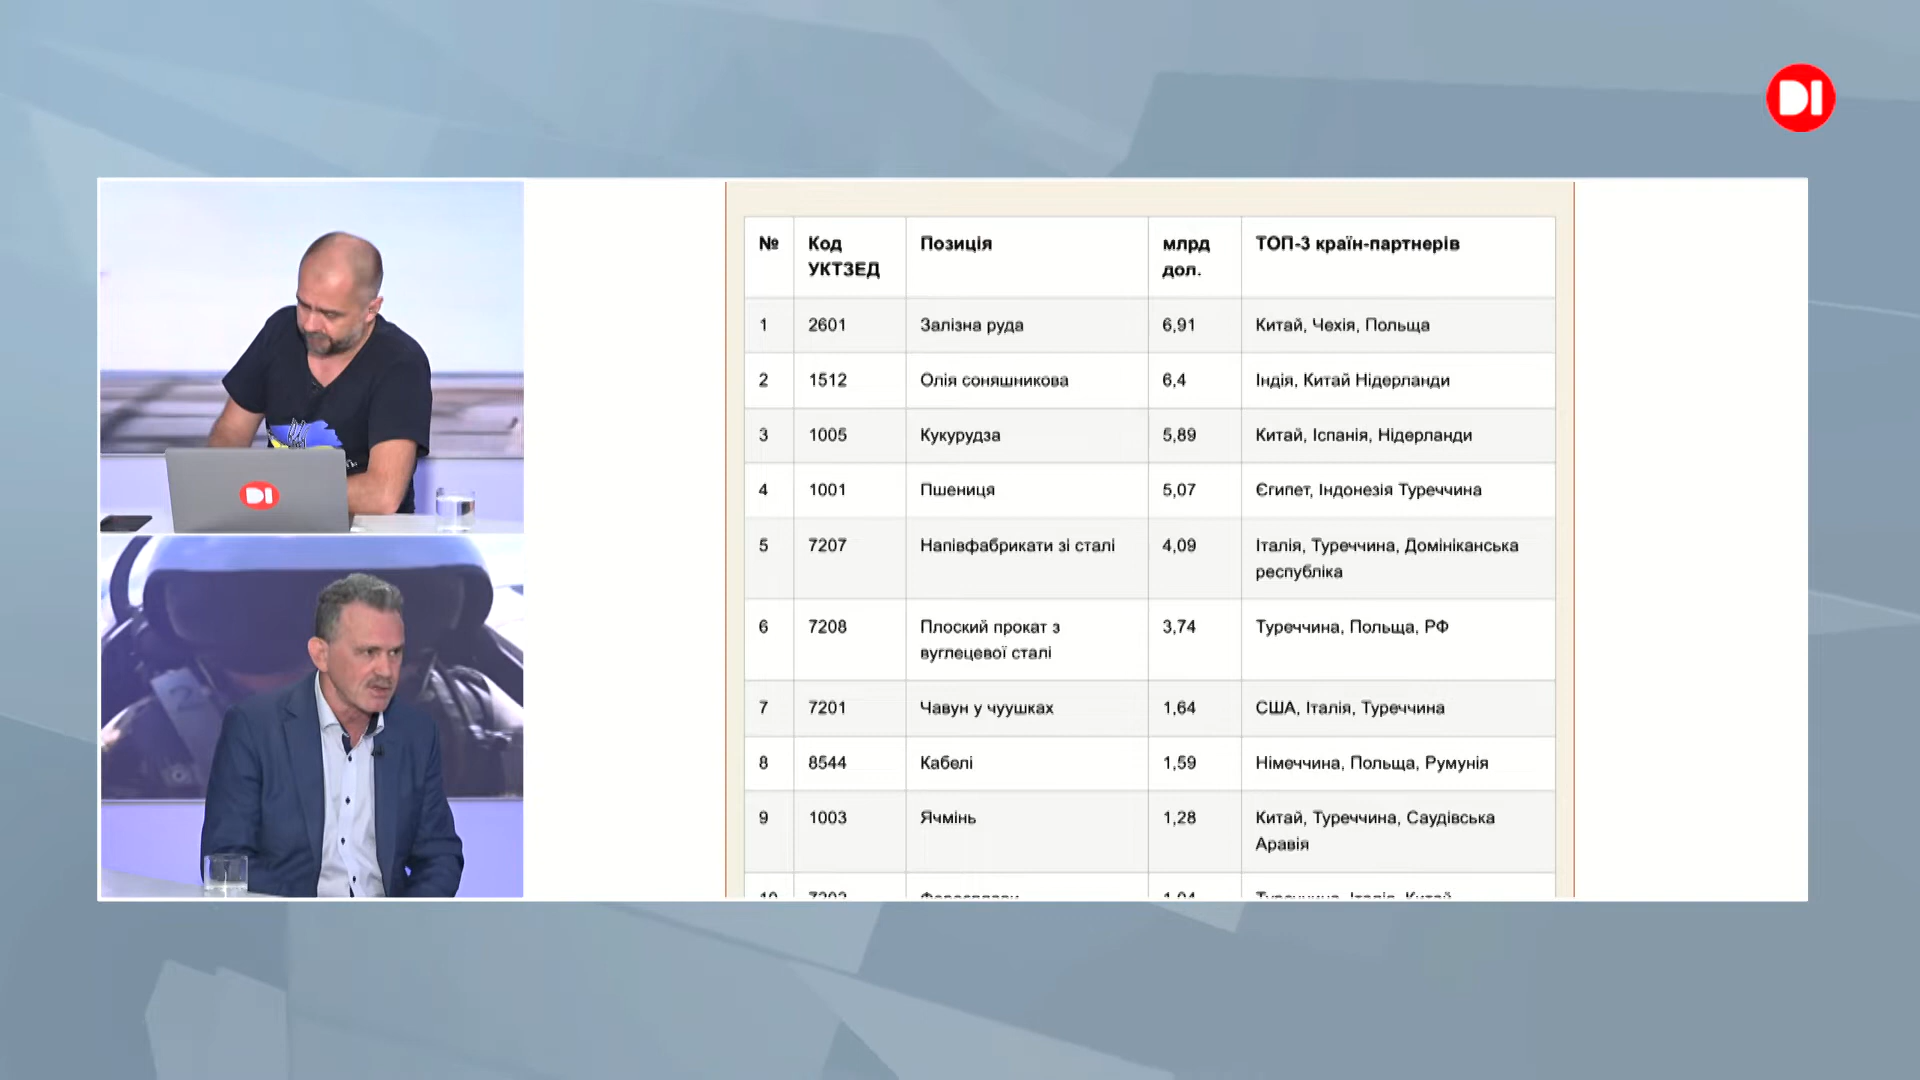 DI
№ Код Позиція млрд ТОП-3 країн-партнерів
УКТЗЕД дол.
1 2601 Залізна руда 6,91 Китай, Чехія, Польща
2 1512 Олія соняшникова 6,4 Індія, Китай Нідерланди
3 1005 Кукурудза 5,89 Китай, Іспанія, Нідерланди
4 1001 Пшениця 5,07 Єгипет, Індонезія Туреччина
5 7207 Напівфабрикати зі сталі 4,09 Італія, Туреччина, Домініканська
республіка
6 7208 Плоский прокат з 3,74 Туреччина, Польща, РФ
вуглецевої сталі
7 7201 Чавун у чуушках 1,64 США, Італія, Туреччина
8 8544 Кабелі 1,59 Німеччина, Польща, Румунія
9 1003 Ячмінь 1,28 Китай, Туреччина, Саудівська
Аравія
DI